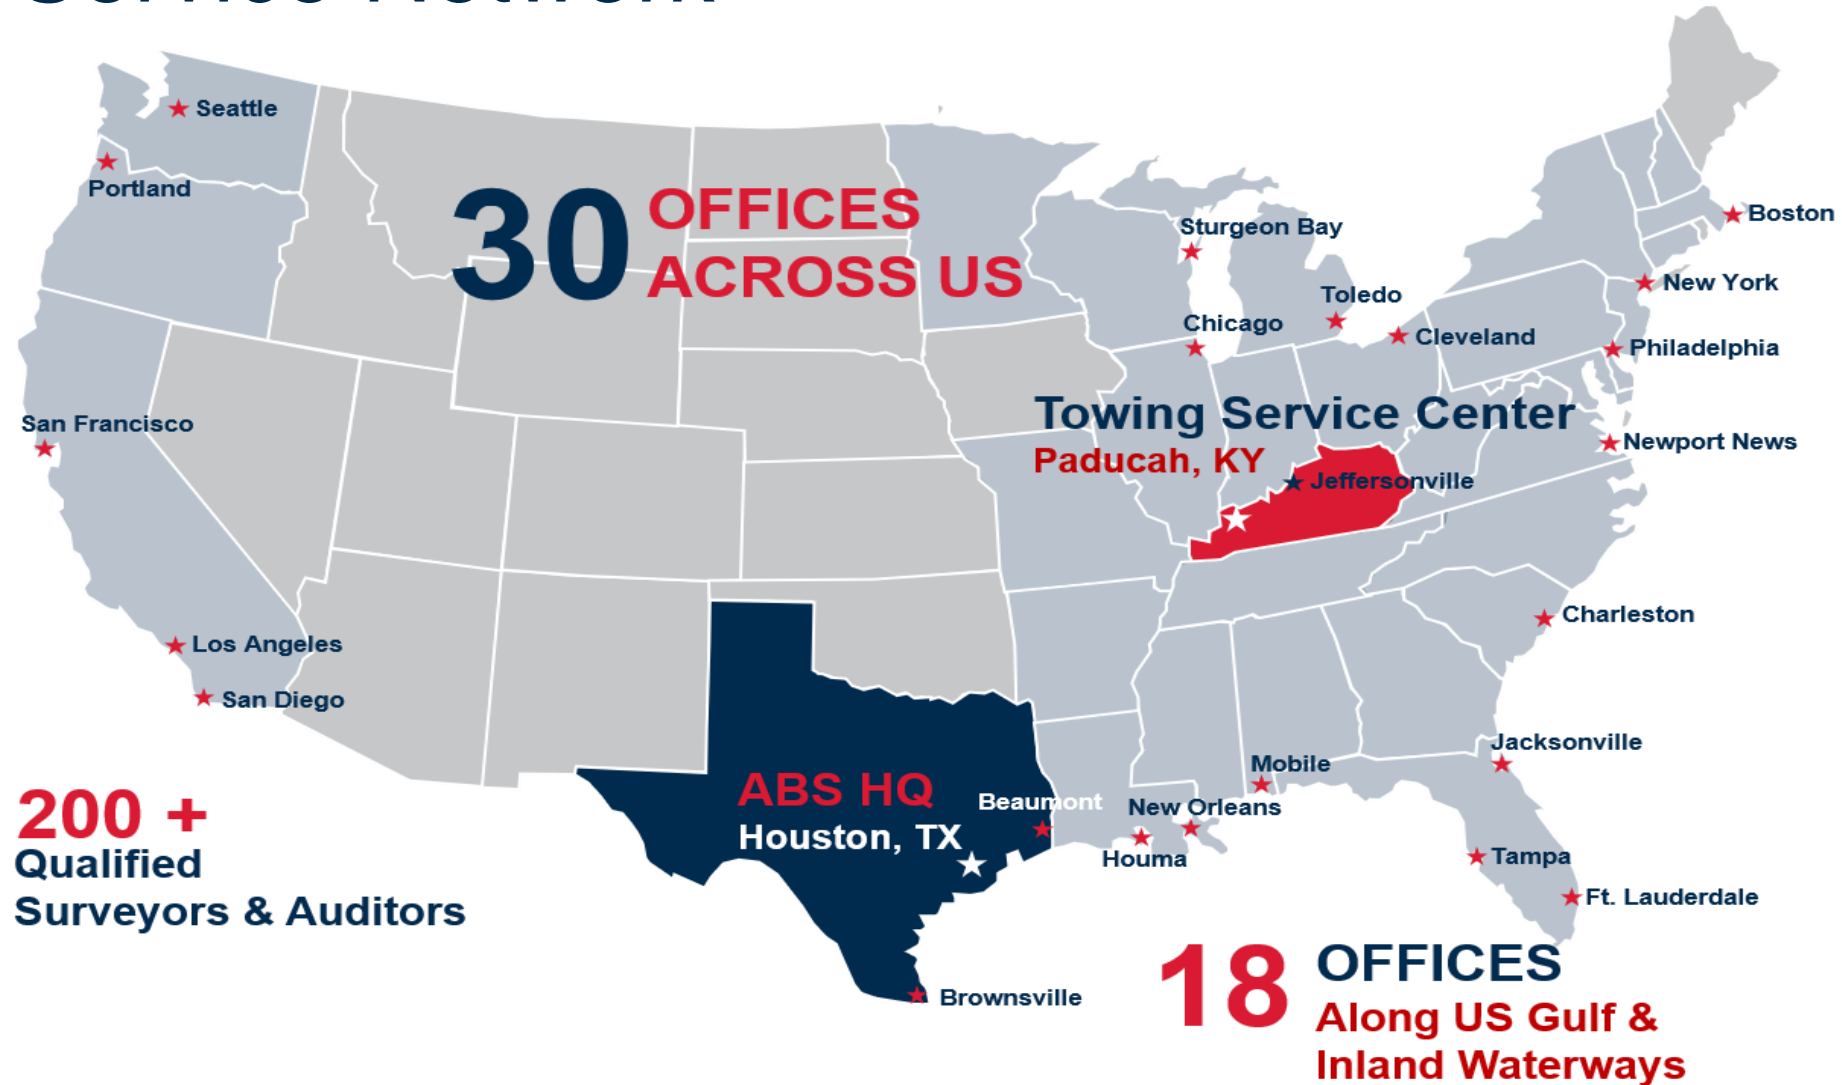 Service Network
Seattle
Portland
30 OFFICES
ACROSS US
Sturgeon Bay
Boston
New York
Toledo
Chicago
Cleveland
Philadelphia
Towing Service Center
Paducah, KY
San Francisco
Newport News
Jeffersonville
Charleston
Los Angeles
San Diego
Jacksonville
Mobile
ABS HQ
Houston, TX
Beaumont
New Orleans
Houma
Tampa
Ft. Lauderdale
200 +
Qualified
Surveyors & Auditors
Brownsville
18 OFFICES
Along US Gulf &
Inland Waterways